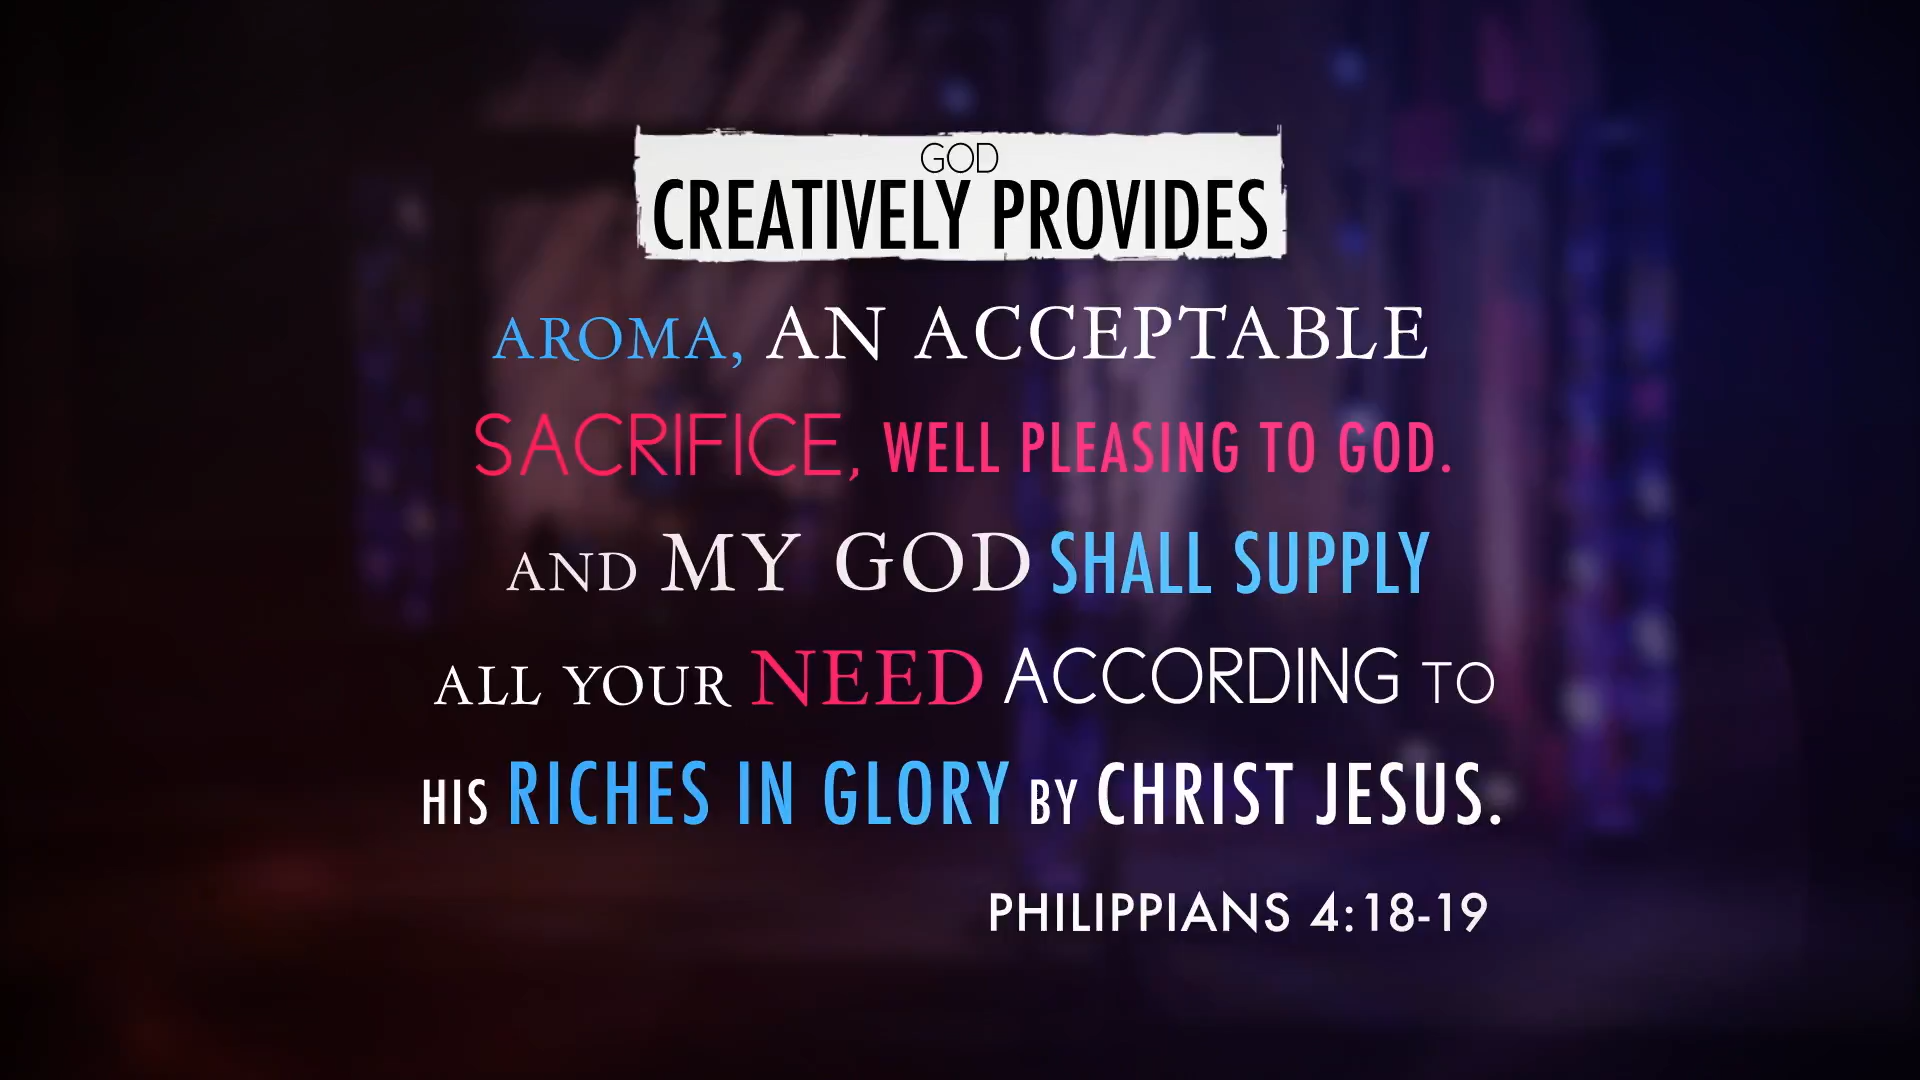 GOD
CREATIVELY PROVIDES
AROMA, AN ACCEPTABLE
SACRIFICE, WELL PLEASING TO GOD.
AND MY GOD SHALL SUPPLY
ALL YOUR NEED ACCORDING TO
HIS RICHES IN GLORY BY CHRIST JESUS.
PHILIPPIANS 4:18-19